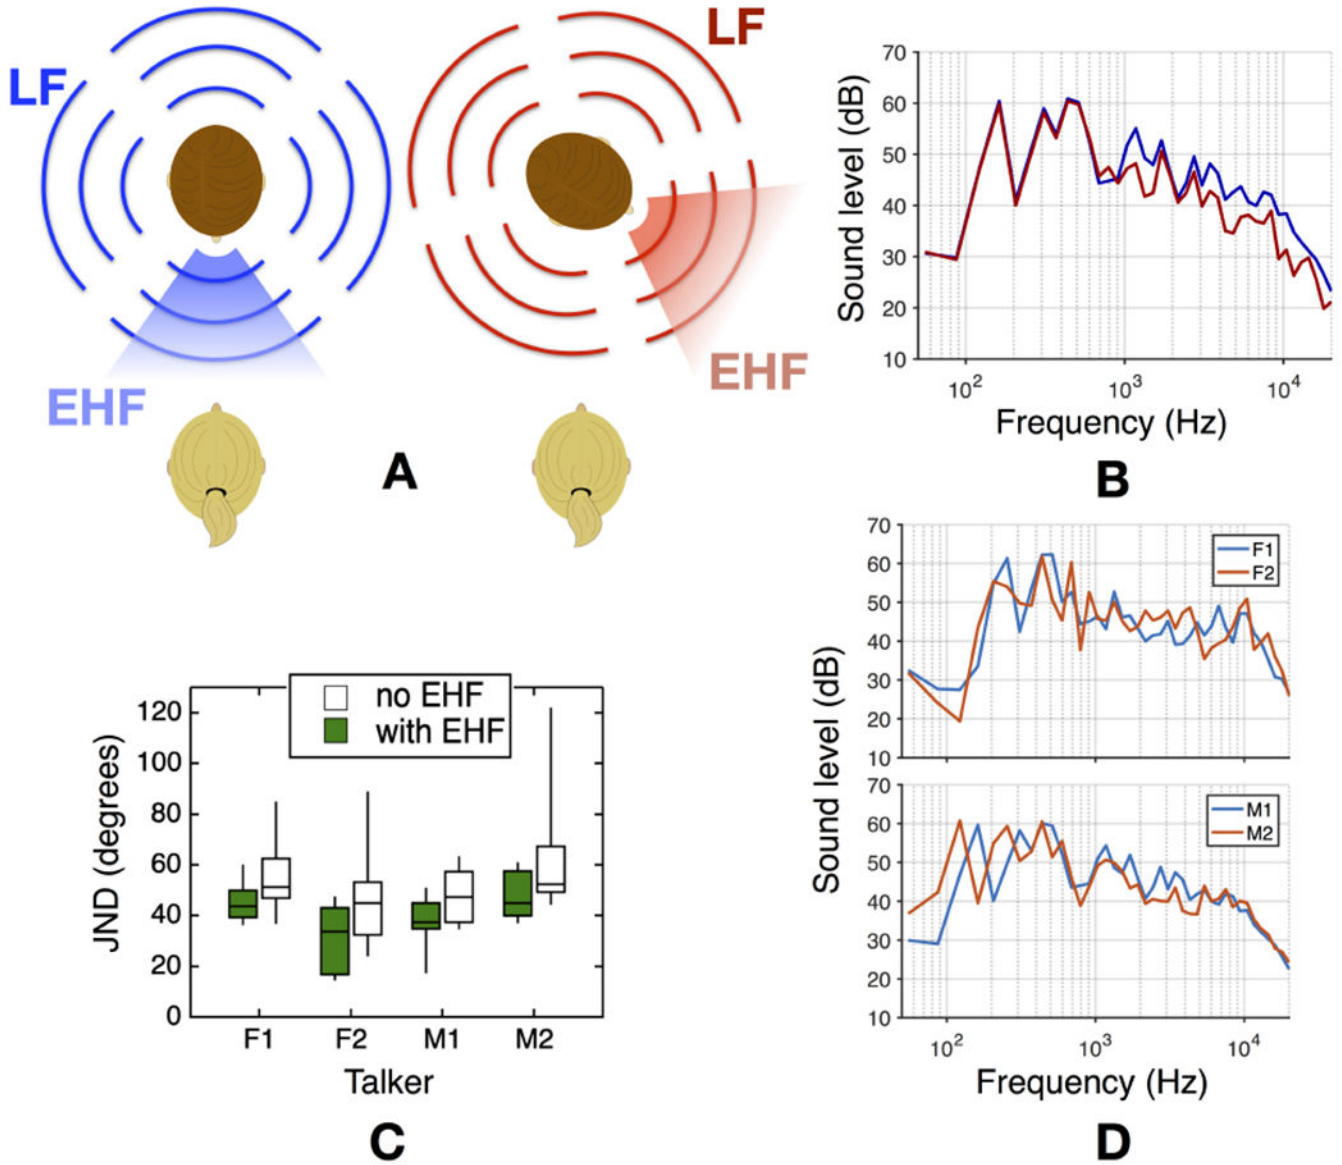 LF
EHF
LF
EHF
A
70
60
50
40
30
20
10
Sound level (dB)
10²
10³
10⁴
Frequency (Hz)
B
no EHF
with EHF
120
100
80
60
40
20
0
JND (degrees)
F1
F2
M1
M2
Talker
C
70
60
50
40
30
20
10
F1
F2
Sound level (dB)
70
60
50
40
30
20
10
M1
M2
10²
10³
10⁴
Frequency (Hz)
D